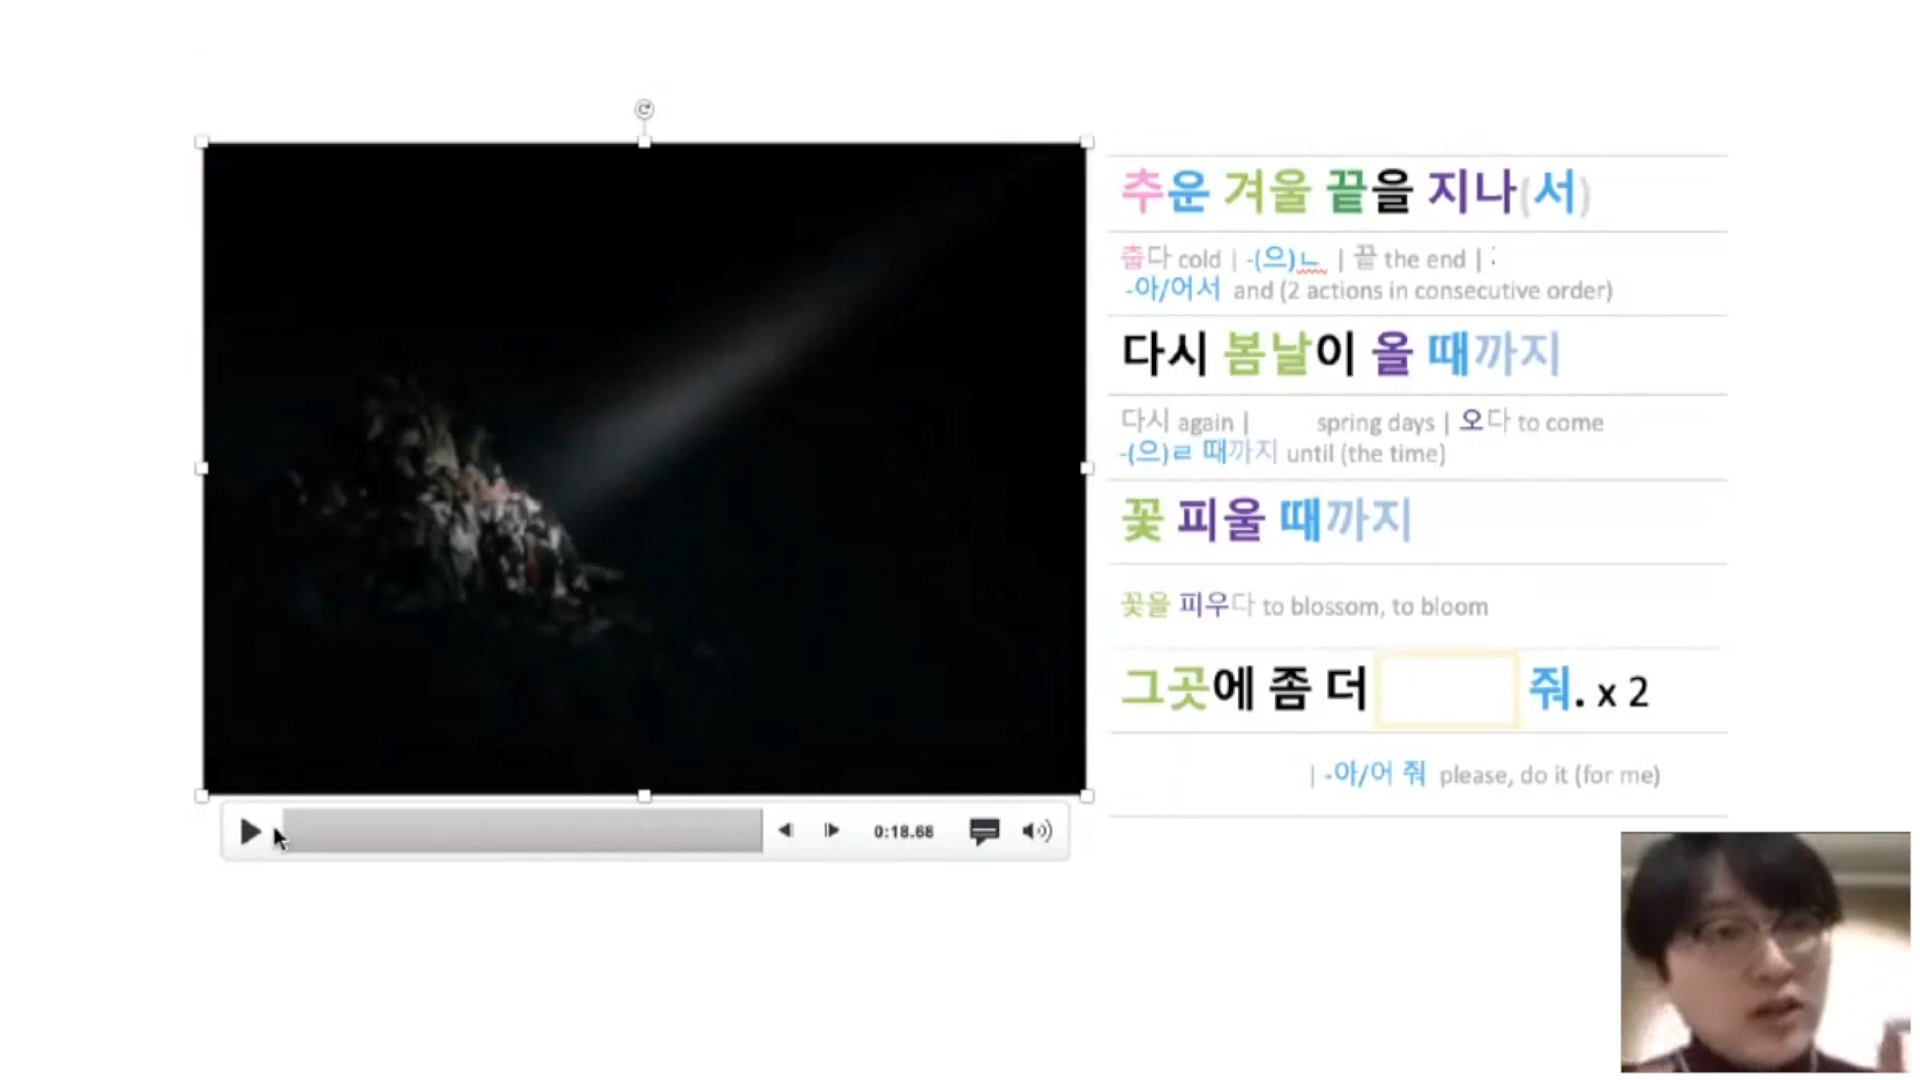 추운 겨울 끝을 지나(서)
춥다 cold | -(으)ㄴ | 끝 the end |
-아/어서 and (2 actions in consecutive order)
다시 봄날이 올 때까지
다시 again | spring days | 오다 to come
-(으)ㄹ 때까지 until (the time)
꽃 피울 때까지
꽃을 피우다 to blossom, to bloom
그곳에 좀 더 줘. x 2
| -아/어 줘 please, do it (for me)
0:18.68